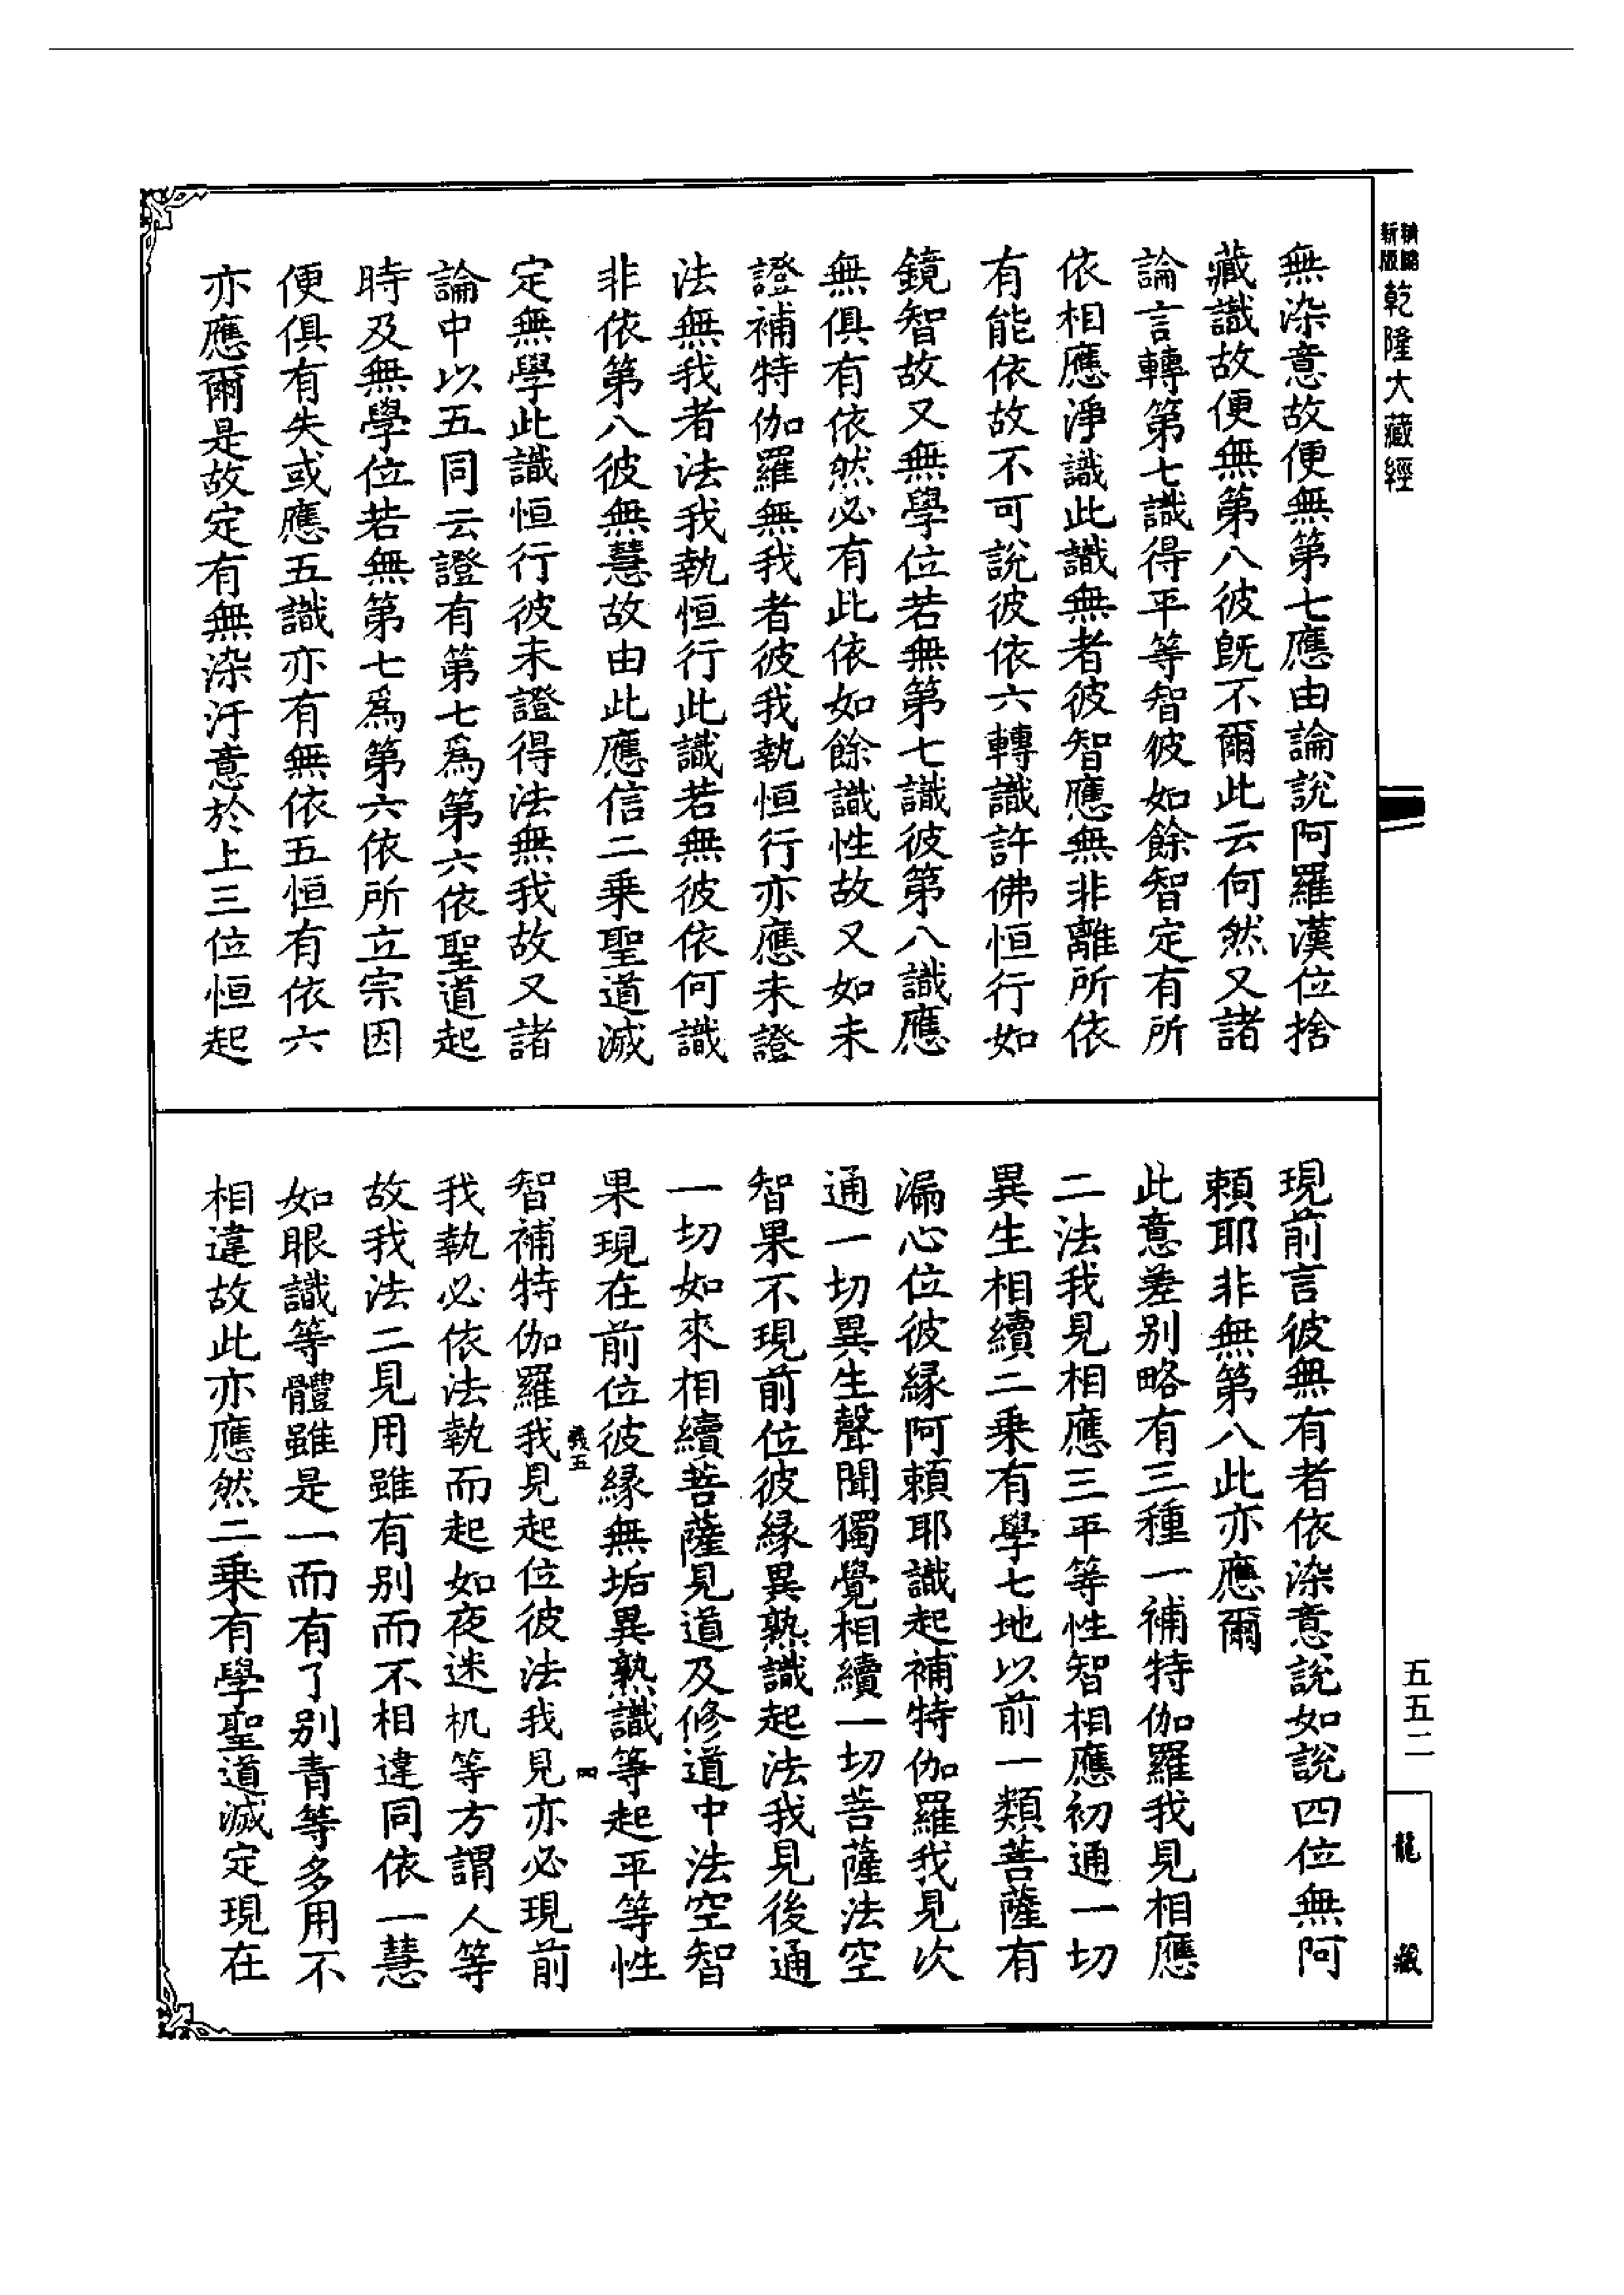 新版
精縮
乾隆大藏經
無染意故便無第七應由論說阿羅漢位捨
藏識故便無第八彼旣不爾此云何然又諸
論言轉第七識得平等智彼如餘智定有所
依相應淨識此識無者彼智應無非離所依
有能依故不可說彼依六轉識許佛恒行如
鏡智故又無學位若無第七識彼第八識應
無俱有依然必有此依如餘識性故又如未
證補特伽羅無我者彼我執恒行亦應未證
法無我者法我執恒行此識若無彼依何識
非依第八彼無慧故由此應信二乘聖道滅
定無學此識恒行彼未證得法無我故又諸
論中以五同云證有第七爲第六依聖道起
時及無學位若無第七爲第六依所立宗因
便俱有失或應五識亦有無依五恒有依六
亦應爾是故定有無染汙意於上三位恒起
現前言彼無有者依染意說如說四位無阿
賴耶非無第八此亦應爾
此意差别略有三種一補特伽羅我見相應
二法我見相應三平等性智相應初通一切
異生相續二乘有學七地以前一類菩薩有
漏心位彼緣阿賴耶識起補特伽羅我見次
通一切異生聲聞獨覺相續一切菩薩法空
智果不現前位彼緣異熟識起法我見後通
一切如來相續菩薩見道及修道中法空智
果現在前位彼緣無垢異熟識等起平等性
義五
四
智補特伽羅我見起位彼法我見亦必現前
我執必依法執而起如夜迷杌等方謂人等
故我法二見用雖有别而不相違同依一慧
如眼識等體雖是一而有了别青等多用不
相違故此亦應然二乘有學聖道滅定現在
五五二
龍
藏